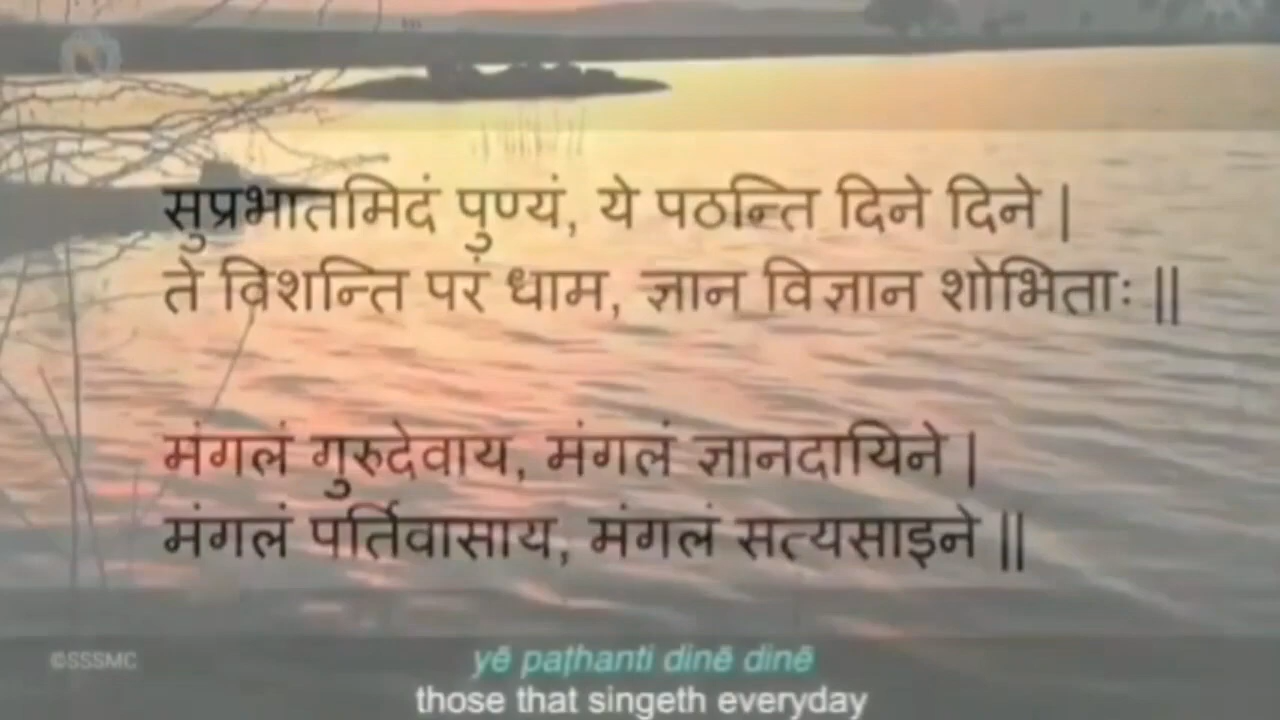 सुप्रभातमिदं पुण्यं, ये पठन्ति दिने दिने |
ते विशन्ति परं धाम, ज्ञान विज्ञान शोभिताः ||
मंगलं गुरुदेवाय, मंगलं ज्ञानदायिने |
मंगलं पर्तिवासाय, मंगलं सत्यसाइने ||
©SSSMC
yē paṭhanti dinē dinē
those that singeth everyday